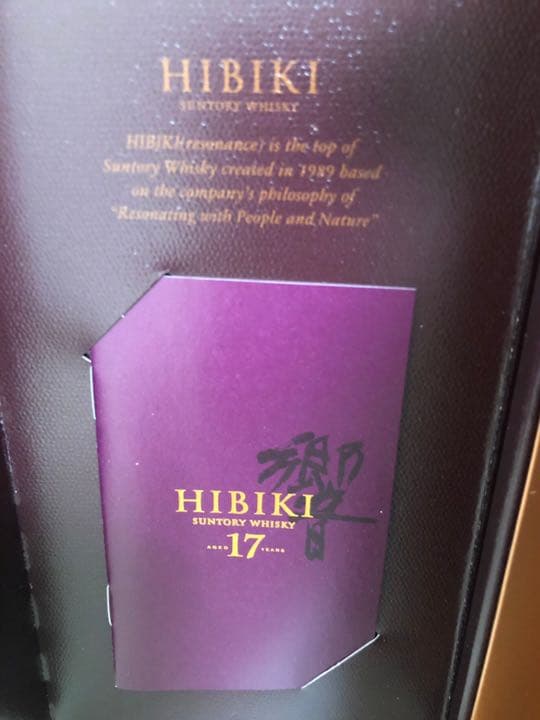 HIBIKI
SUNTORY WHISKY
HIBIKI(resonance) is the top of
Suntory Whisky created in 1989 based
on the company's philosophy of
"Resonating with People and Nature"
響
HIBIKI
SUNTORY WHISKY
AGED 17 YEARS